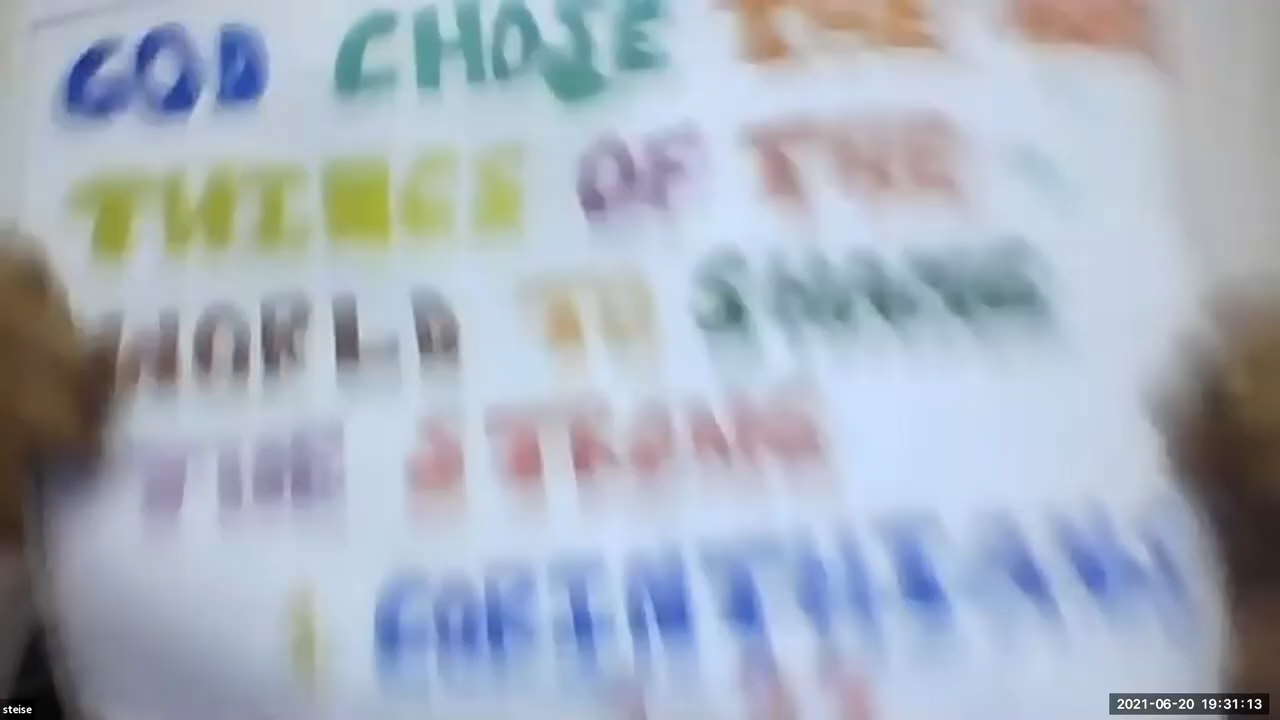 GOD CHOSE THE
THINGS OF THE
WORLD TO SHAME
THE STRONG
1 CORINTHIANS
steise
2021-06-20 19:31:13